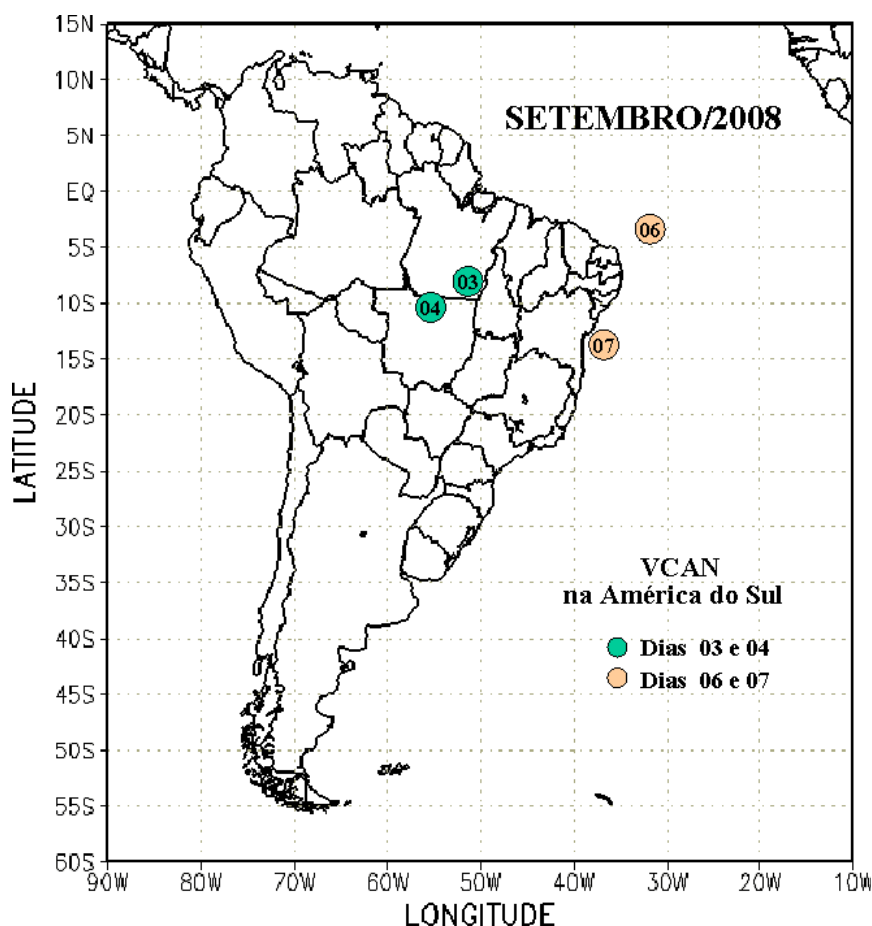 15N
10N
5N
EQ
5S
10S
15S
20S
25S
30S
35S
40S
45S
50S
55S
60S
LATITUDE
SETEMBRO/2008
06
03
04
07
VCAN
na América do Sul
Dias 03 e 04
Dias 06 e 07
90W 80W 70W 60W 50W 40W 30W 20W 10W
LONGITUDE